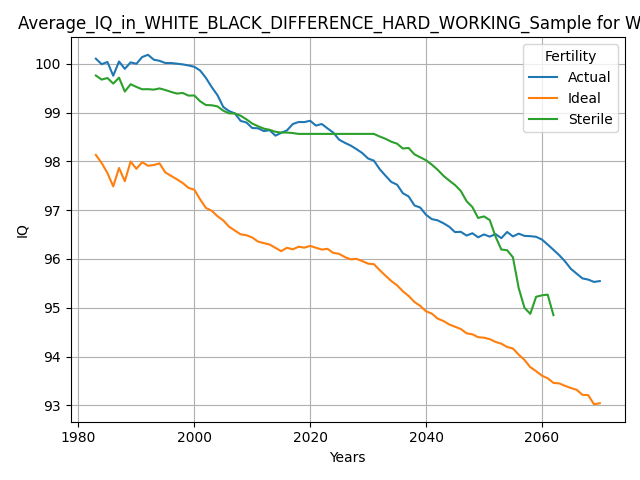 Average_IQ_in_WHITE_BLACK_DIFFERENCE_HARD_WORKING_Sample for W
Fertility
Actual
Ideal
Sterile
IQ
100
99
98
97
96
95
94
93
1980
2000
2020
2040
2060
Years